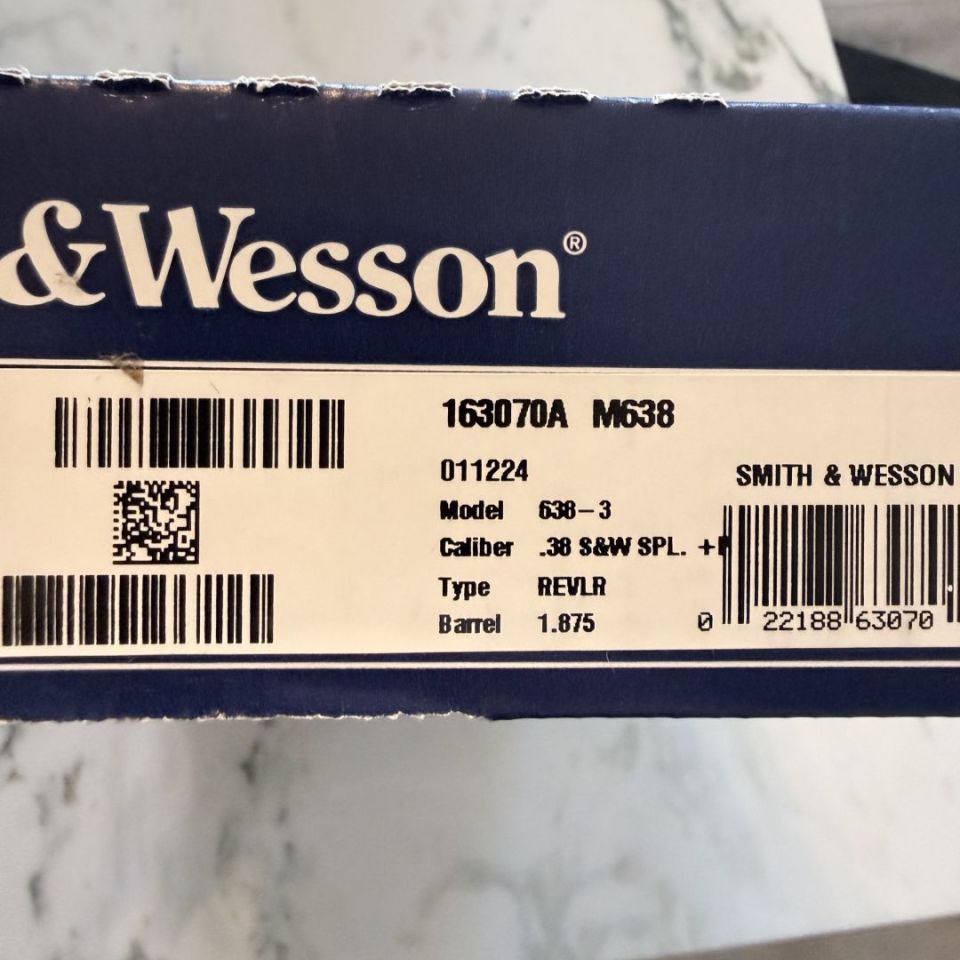 & Wesson®
163070A M638
011224
Model 638-3
Caliber .38 S&W SPL. +
Type REVLR
Barrel 1.875
SMITH & WESSON
0 22188 63070